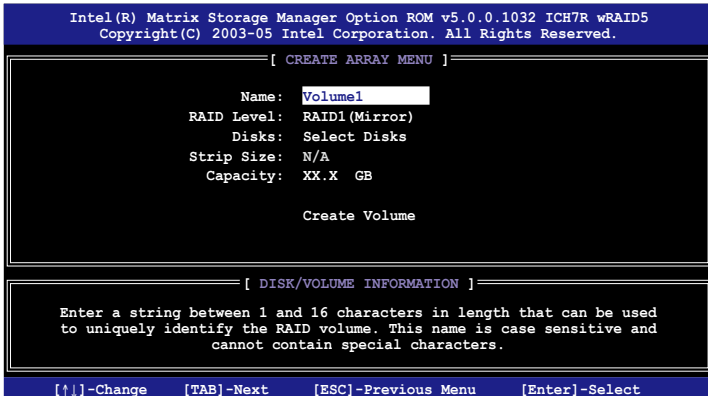 Intel(R) Matrix Storage Manager Option ROM v5.0.0.1032 ICH7R wRAID5
Copyright(C) 2003-05 Intel Corporation. All Rights Reserved.
[ CREATE ARRAY MENU ]
Name: Volume1
RAID Level: RAID1(Mirror)
Disks: Select Disks
Strip Size: N/A
Capacity: XX.X GB
Create Volume
[ DISK/VOLUME INFORMATION ]
Enter a string between 1 and 16 characters in length that can be used
to uniquely identify the RAID volume. This name is case sensitive and
cannot contain special characters.
[↑↓]-Change [TAB]-Next [ESC]-Previous Menu [Enter]-Select